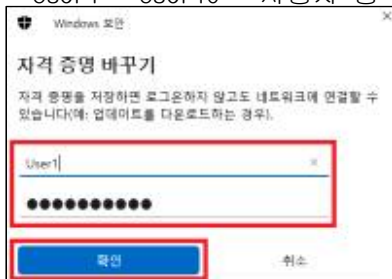 Windows 보안
자격 증명 바꾸기
자격 증명을 저장하면 로그온하지 않고도 네트워크에 연결할 수
있습니다(예: 업데이트를 다운로드하는 경우).
User1
●●●●●●●●●●
확인
취소